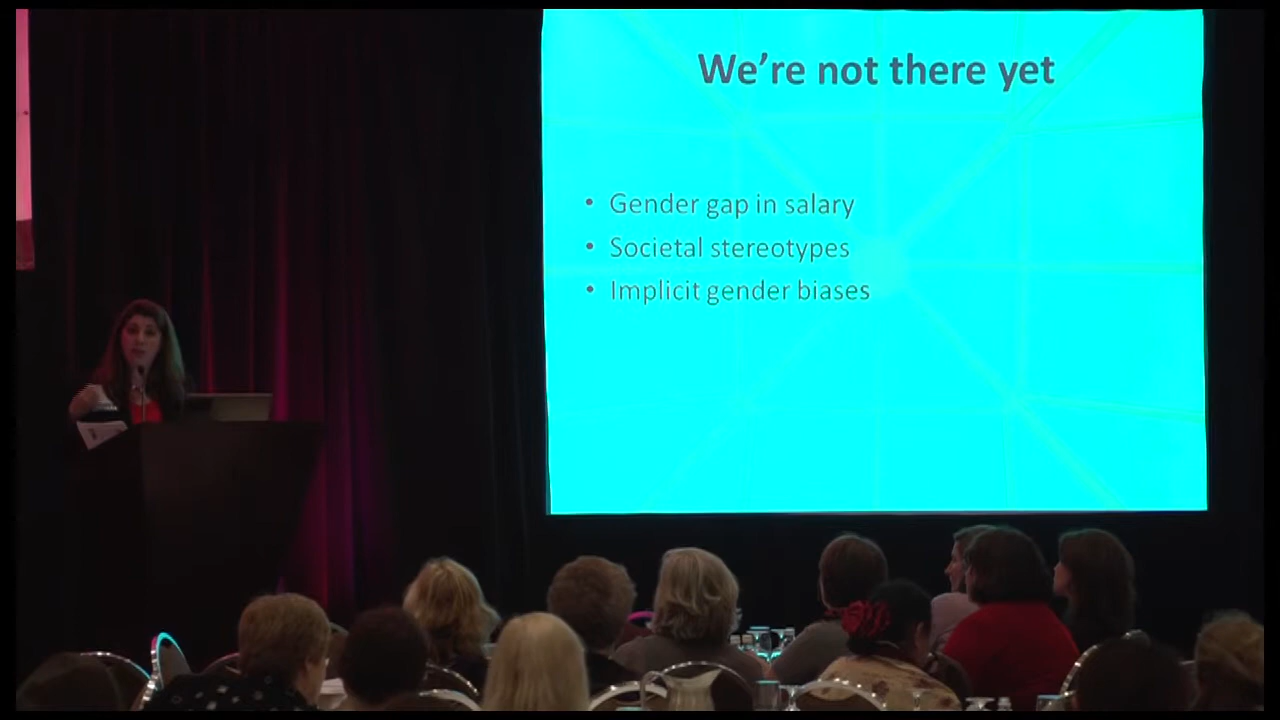 We're not there yet
• Gender gap in salary
• Societal stereotypes
• Implicit gender biases